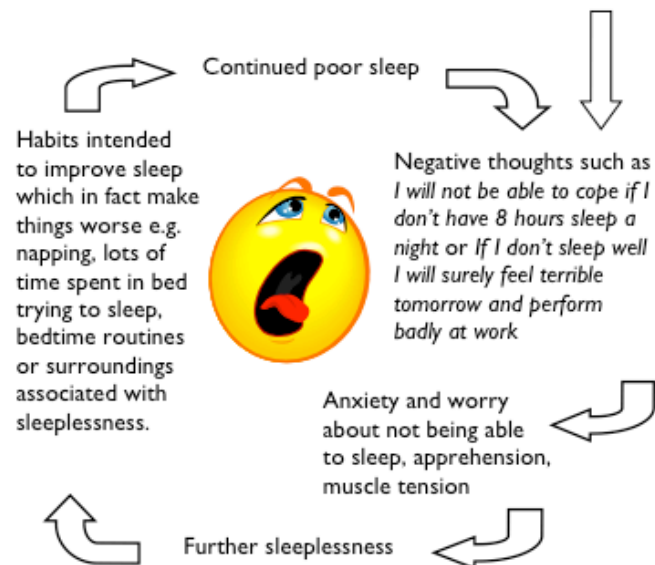 Continued poor sleep
Negative thoughts such as
I will not be able to cope if I
don't have 8 hours sleep a
night or If I don't sleep well
I will surely feel terrible
tomorrow and perform
badly at work
Anxiety and worry
about not being able
to sleep, apprehension,
muscle tension
Further sleeplessness
Habits intended
to improve sleep
which in fact make
things worse e.g.
napping, lots of
time spent in bed
trying to sleep,
bedtime routines
or surroundings
associated with
sleeplessness.